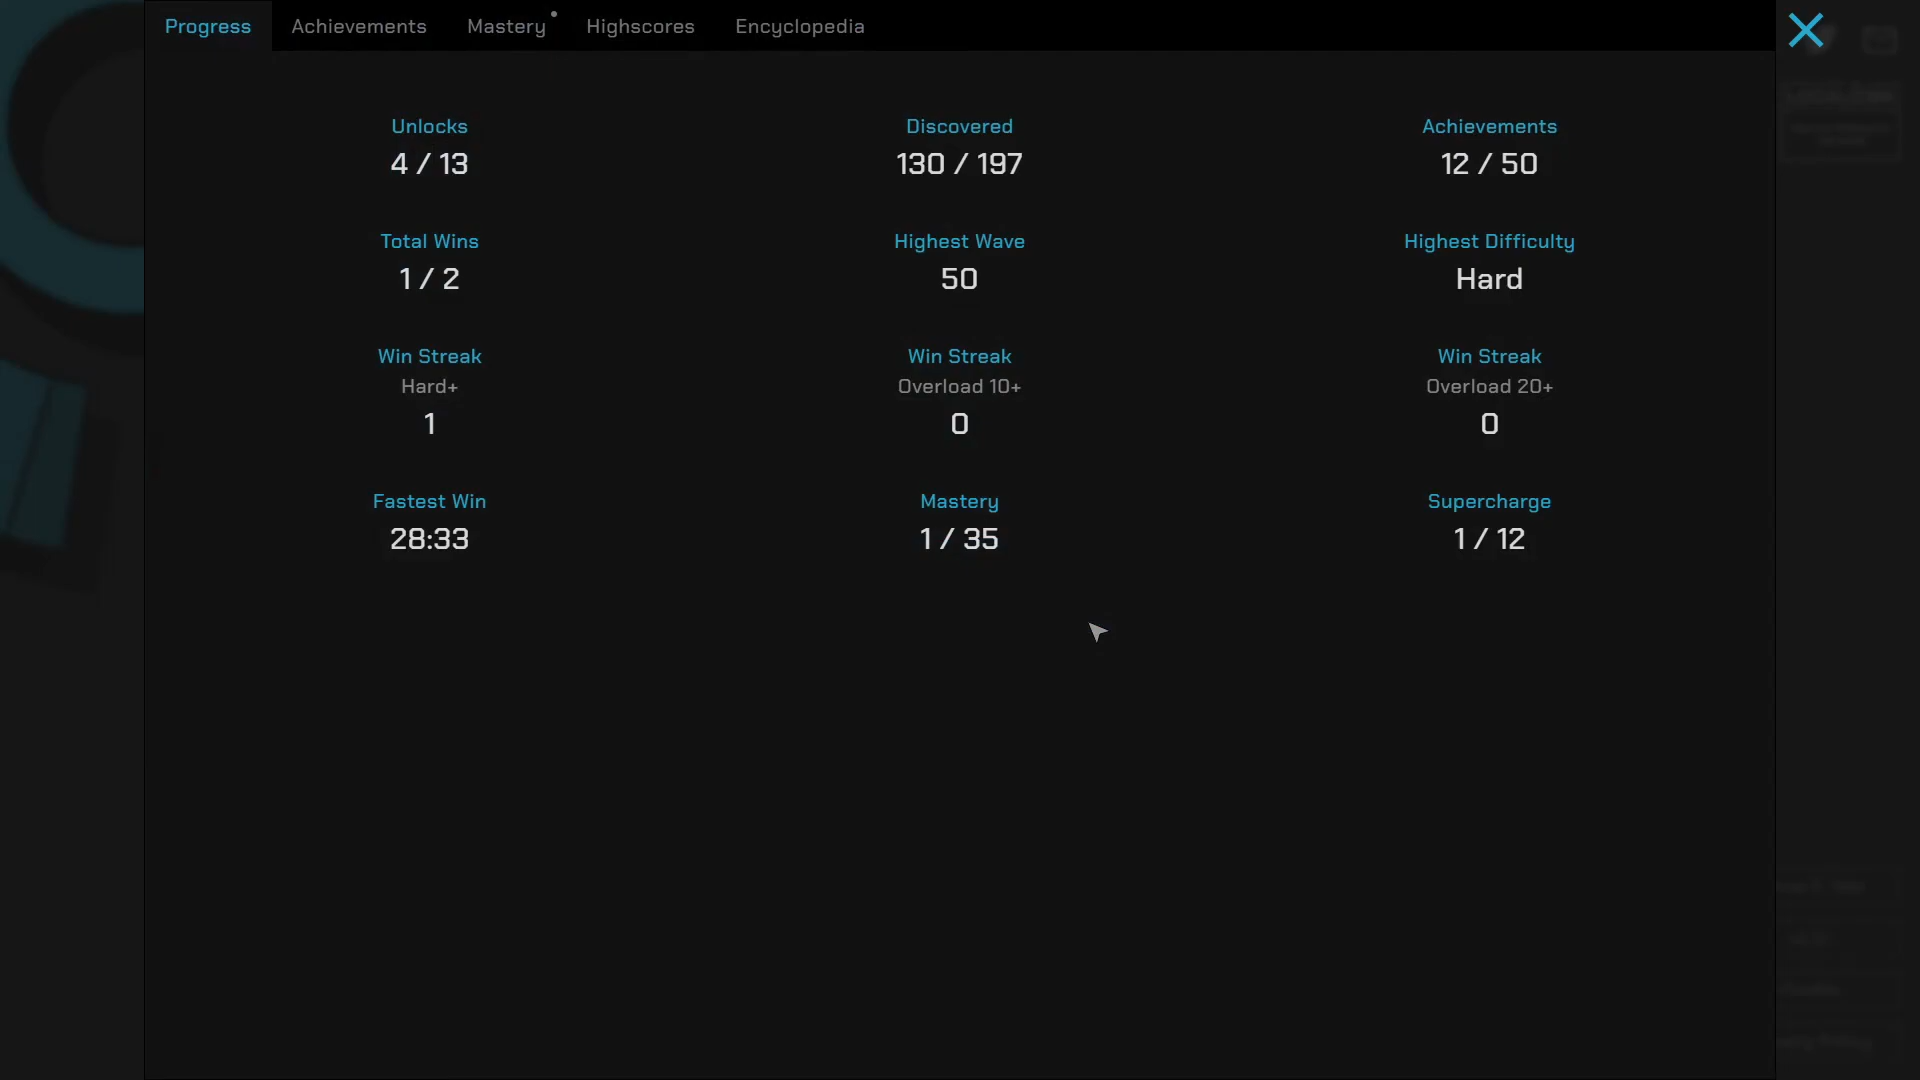 Progress
Achievements
Mastery
Highscores
Encyclopedia
Unlocks
4 / 13
Discovered
130 / 197
Achievements
12 / 50
Total Wins
1 / 2
Highest Wave
50
Highest Difficulty
Hard
Win Streak
Hard+
1
Win Streak
Overload 10+
0
Win Streak
Overload 20+
0
Fastest Win
28:33
Mastery
1 / 35
Supercharge
1 / 12